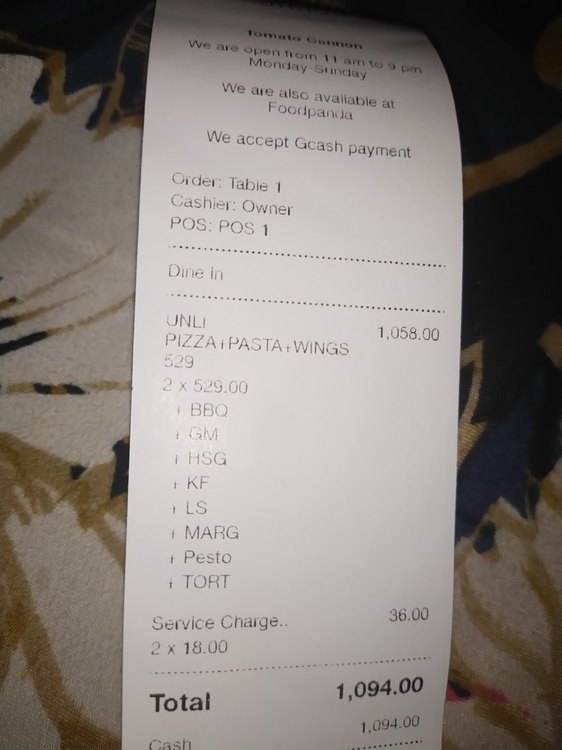 Tomato Cannon
We are open from 11 am to 9 pm
Monday-Sunday
We are also available at
Foodpanda
We accept Gcash payment
Order: Table 1
Cashier: Owner
POS: POS 1
Dine in
UNLI 1,058.00
PIZZA+PASTA+WINGS
529
2 x 529.00
+ BBQ
+ GM
+ HSG
+ KF
+ LS
+ MARG
+ Pesto
+ TORT
Service Charge.. 36.00
2 x 18.00
Total 1,094.00
Cash 1,094.00